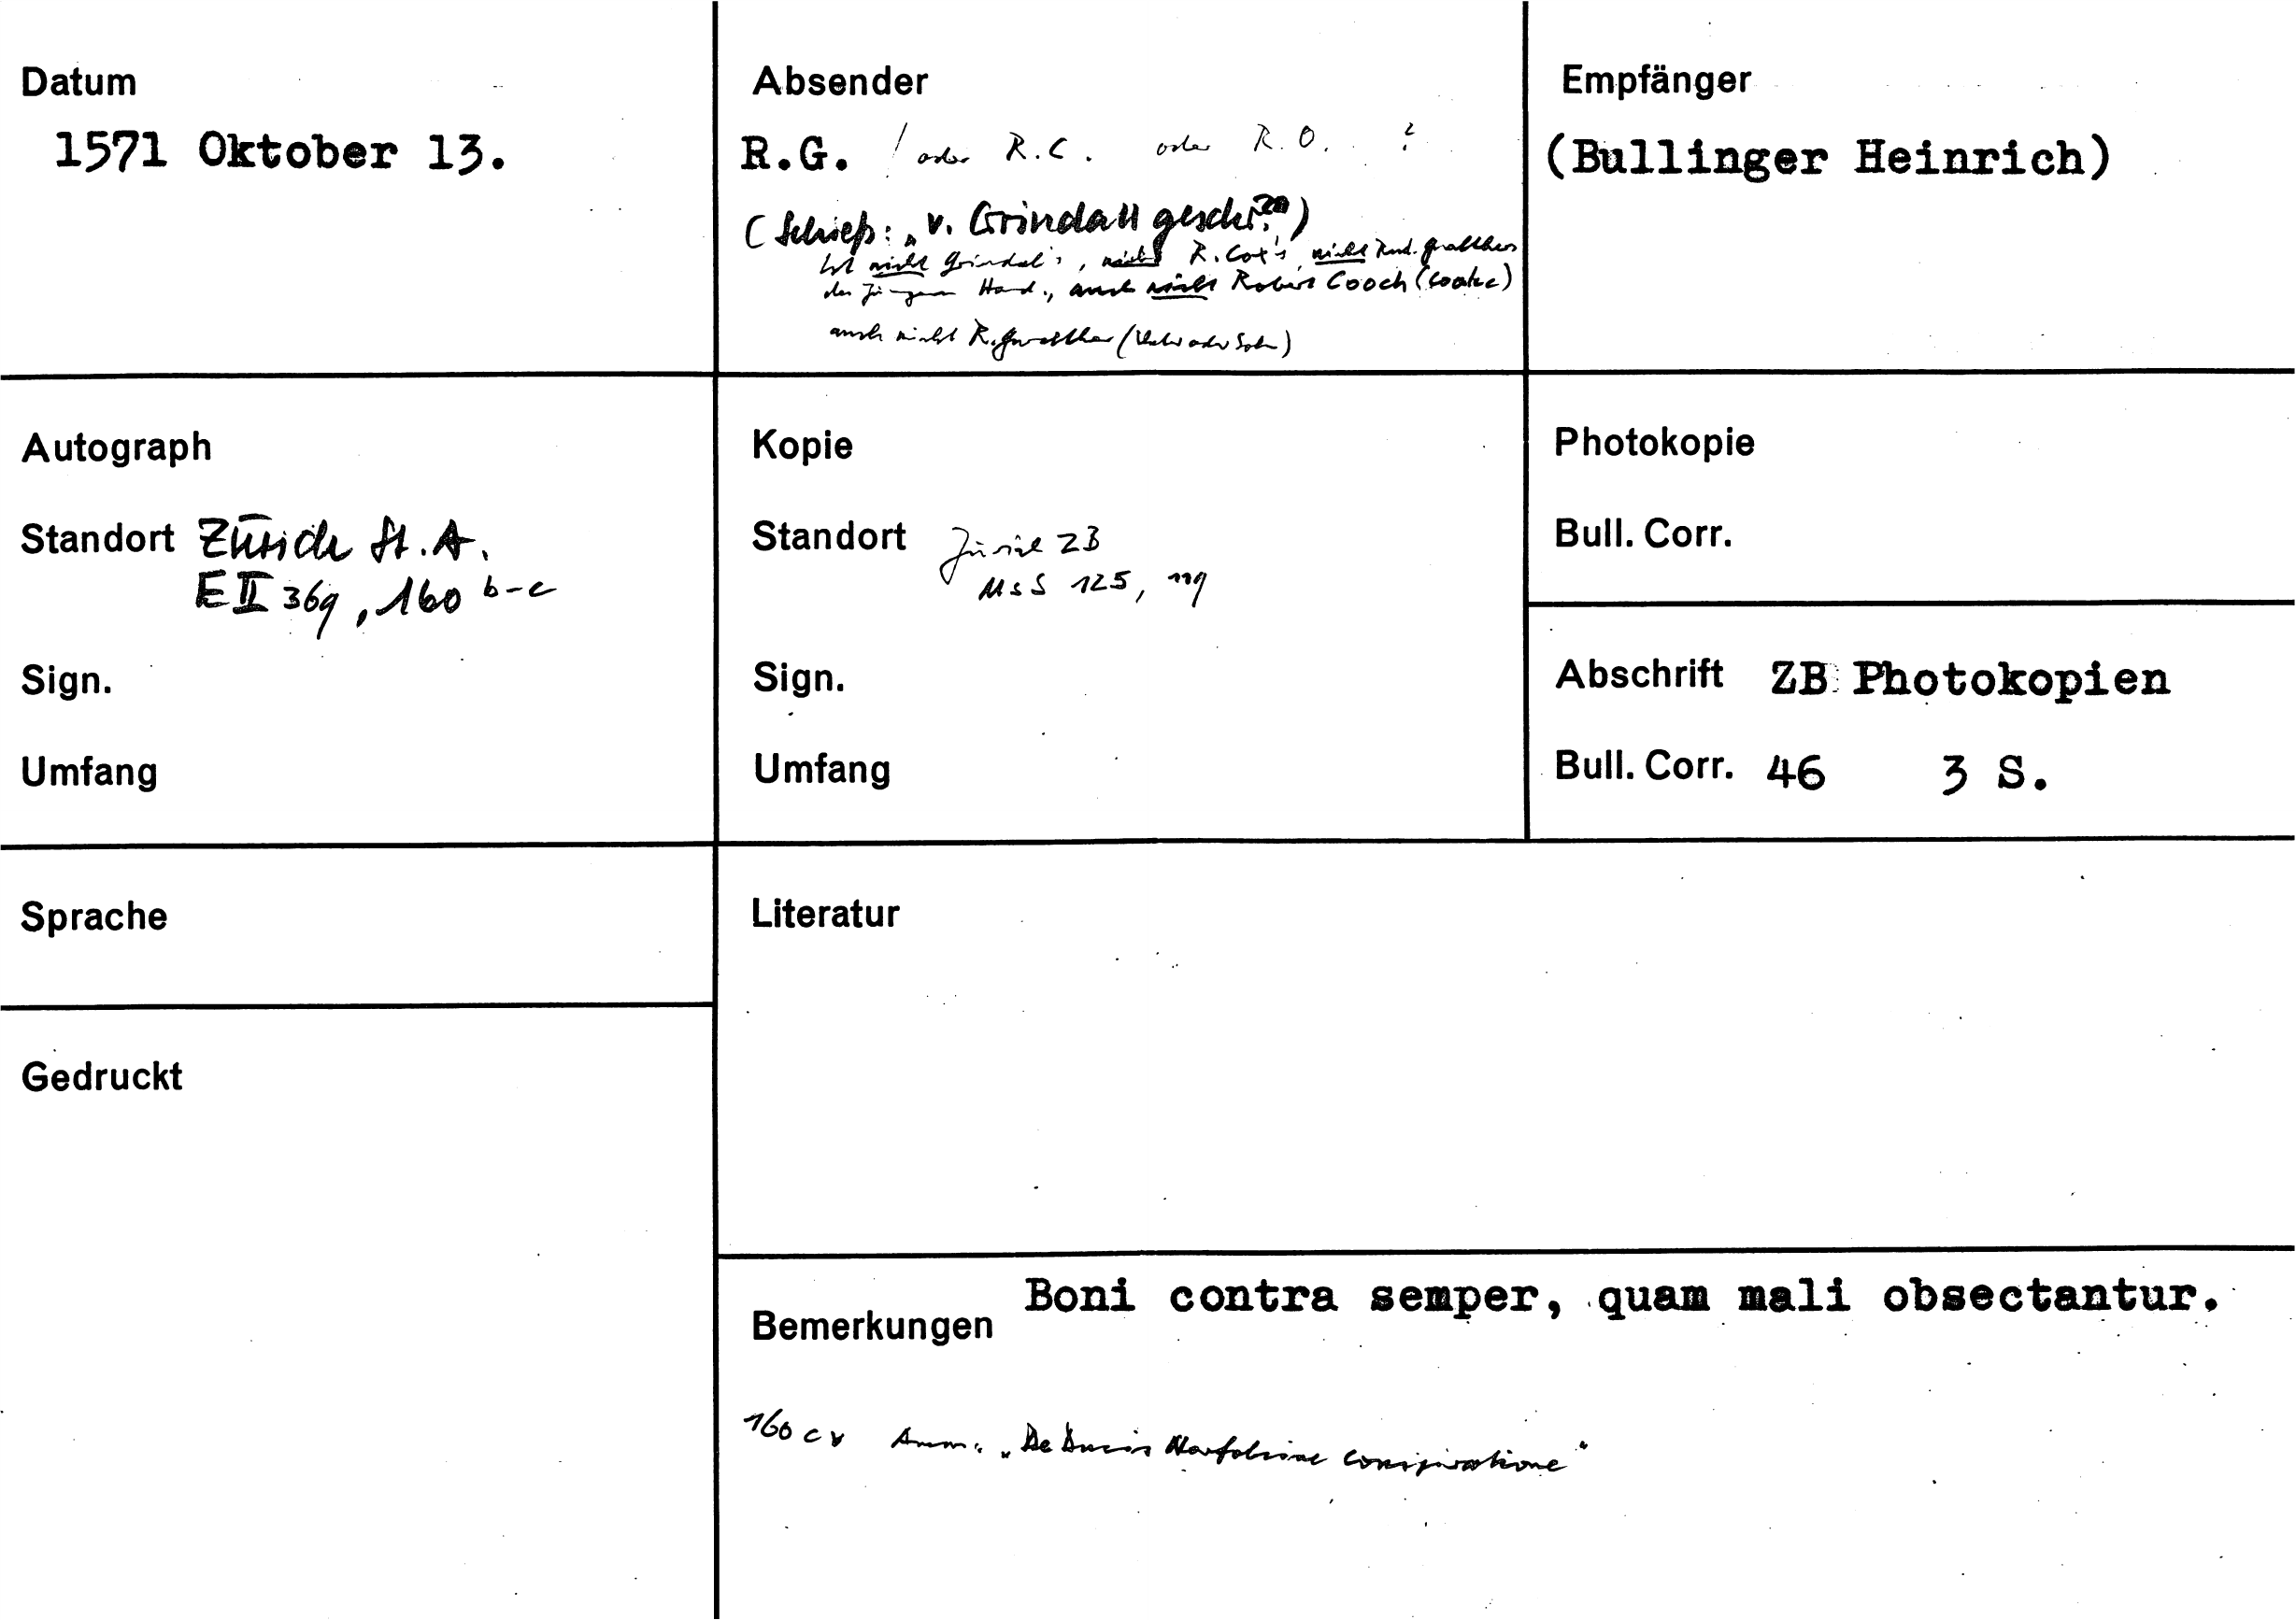 Datum
1571 Oktober 13.
Absender
R.G. / oder R.C. oder R.O. ?
(Schieß: „v. Grindall geschr.")
Ist nicht Grindal's, nicht R. Cox's, nicht Rud. Gwalthers
des jüngern Hand., auch nicht Robert Cooch (Cooke)
auch nicht R. Gwalther (Vater oder Sohn)
Empfänger
(Bullinger Heinrich)
Autograph
Standort Zürich St.A.
E II 369, 160 b-c
Sign.
Umfang
Kopie
Standort Zürich ZB
Ms S 125, 119
Sign.
Umfang
Photokopie
Bull. Corr.
Abschrift ZB Photokopien
Bull. Corr. 46 3 S.
Sprache
Gedruckt
Literatur
Bemerkungen Boni contra semper, quam mali obsectantur.
160 c v Anm.: „De Ducis Norfolciae conspiratione"